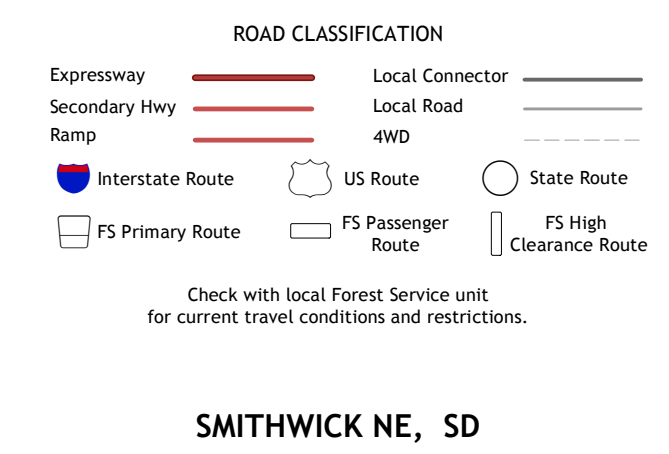 ROAD CLASSIFICATION
Expressway
Local Connector
Secondary Hwy
Local Road
Ramp
4WD
Interstate Route
US Route
State Route
FS Primary Route
FS Passenger
Route
FS High
Clearance Route
Check with local Forest Service unit
for current travel conditions and restrictions.
SMITHWICK NE, SD